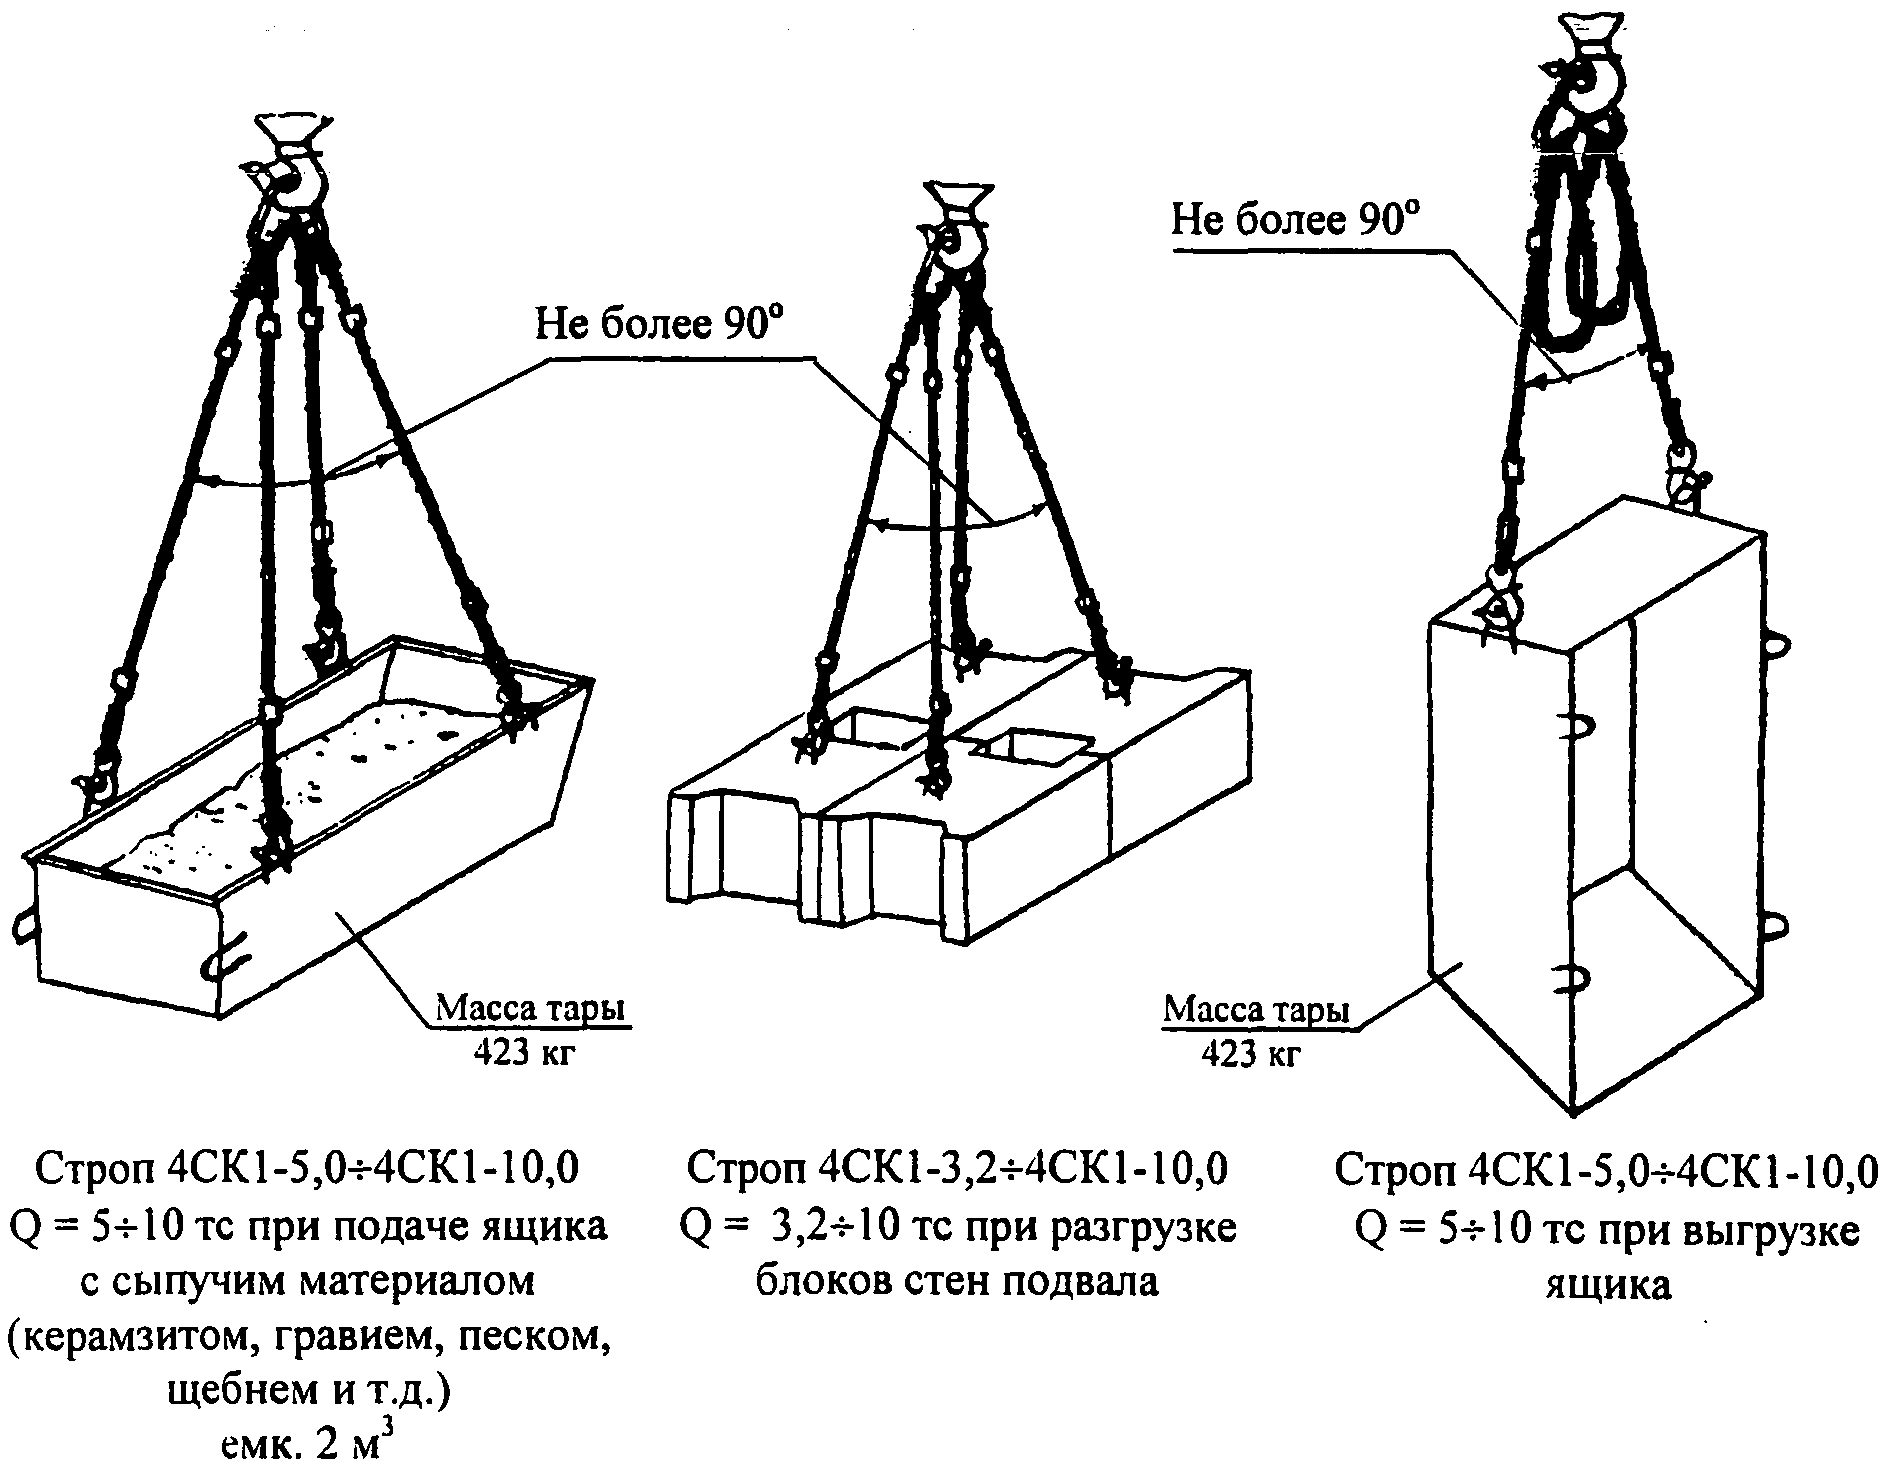 Не более 90°
Не более 90°
Масса тары
423 кг
Масса тары
423 кг
Строп 4СК1-5,0÷4СК1-10,0
Q = 5÷10 тс при подаче ящика
с сыпучим материалом
(керамзитом, гравием, песком,
щебнем и т.д.)
емк. 2 м³
Строп 4СК1-3,2÷4СК1-10,0
Q = 3,2÷10 тс при разгрузке
блоков стен подвала
Строп 4СК1-5,0÷4СК1-10,0
Q = 5÷10 тс при выгрузке
ящика